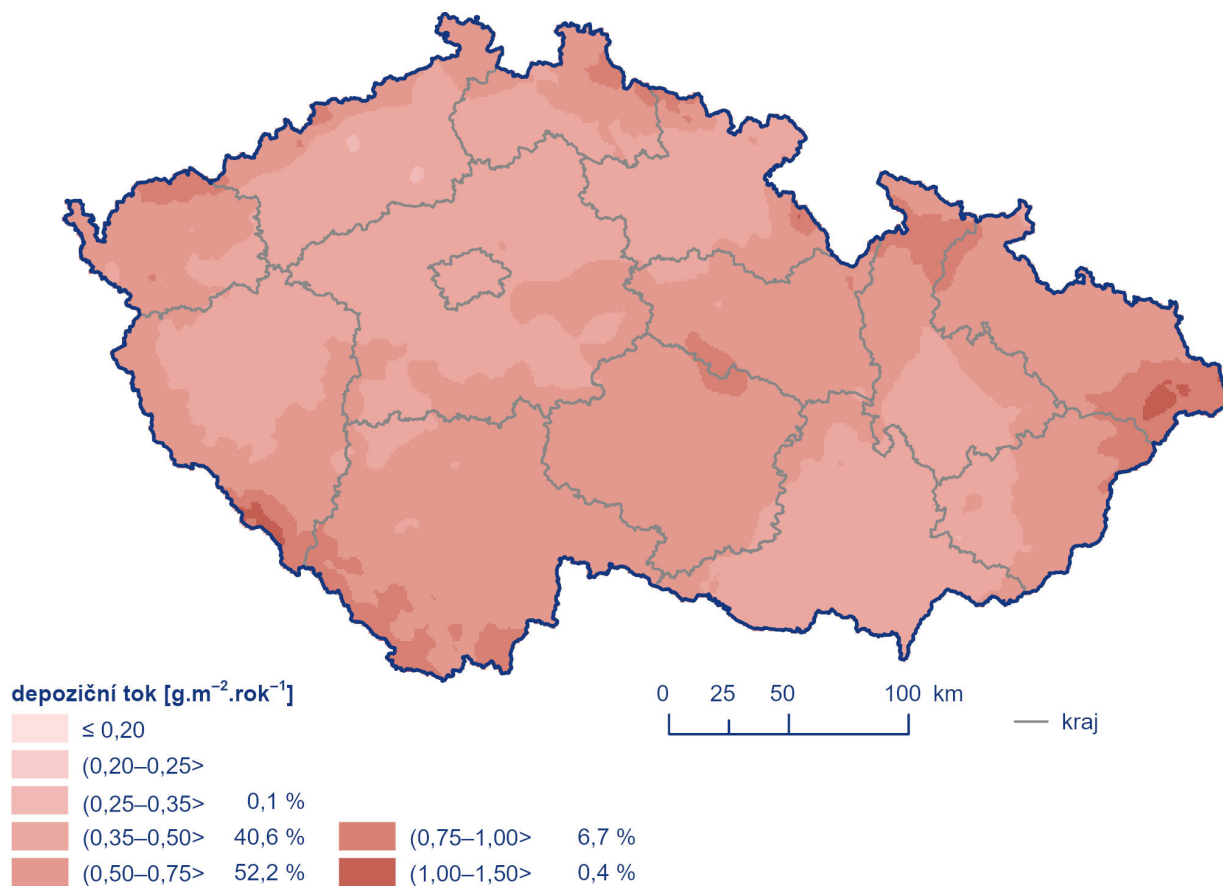 depoziční tok [g.m⁻².rok⁻¹]
≤ 0,20
(0,20–0,25>
(0,25–0,35> 0,1 %
(0,35–0,50> 40,6 %
(0,50–0,75> 52,2 %
(0,75–1,00> 6,7 %
(1,00–1,50> 0,4 %
0 25 50 100 km
kraj